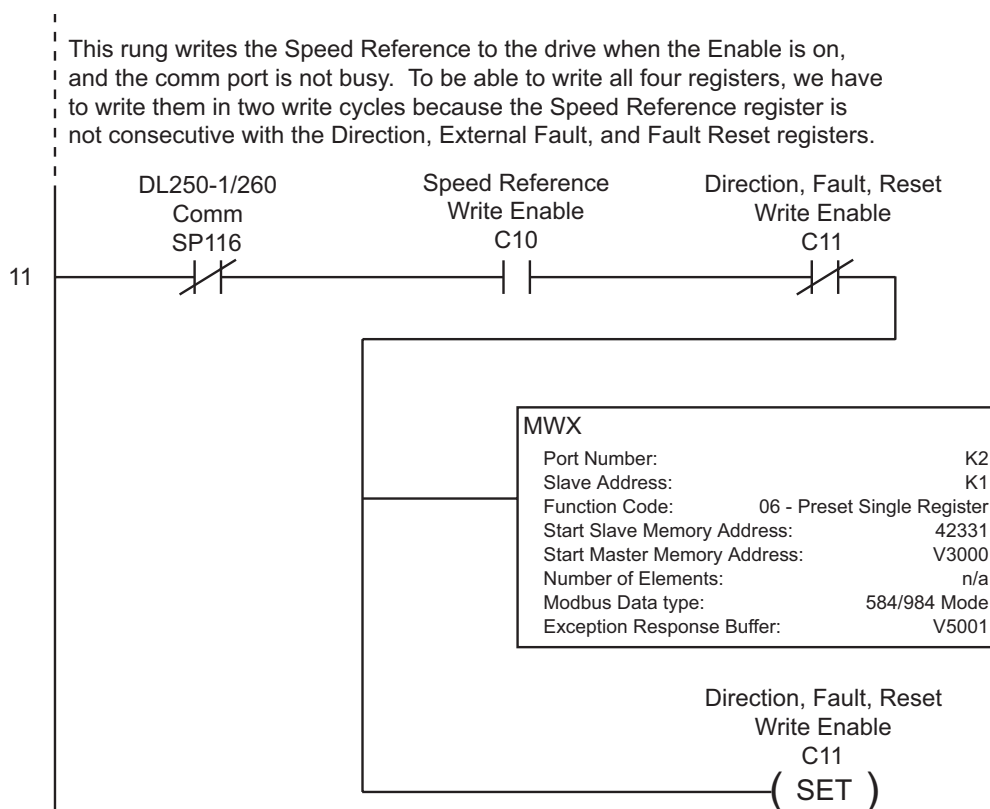 This rung writes the Speed Reference to the drive when the Enable is on,
and the comm port is not busy.  To be able to write all four registers, we have
to write them in two write cycles because the Speed Reference register is
not consecutive with the Direction, External Fault, and Fault Reset registers.
DL250-1/260
Comm
SP116
Speed Reference
Write Enable
C10
Direction, Fault, Reset
Write Enable
C11
11
MWX
Port Number: K2
Slave Address: K1
Function Code: 06 - Preset Single Register
Start Slave Memory Address: 42331
Start Master Memory Address: V3000
Number of Elements: n/a
Modbus Data type: 584/984 Mode
Exception Response Buffer: V5001
Direction, Fault, Reset
Write Enable
C11
( SET )